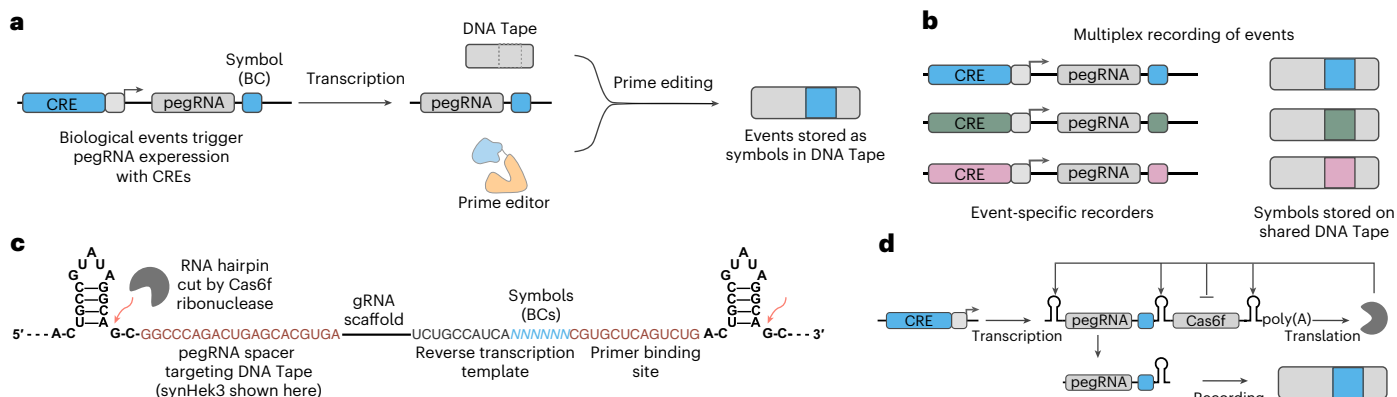 a
DNA Tape
Symbol
(BC)
Transcription
Prime editing
CRE
pegRNA
pegRNA
Biological events trigger
pegRNA experession
with CREs
Prime editor
Events stored as
symbols in DNA Tape
b
Multiplex recording of events
CRE
pegRNA
CRE
pegRNA
CRE
pegRNA
Event-specific recorders
Symbols stored on
shared DNA Tape
c
RNA hairpin
cut by Cas6f
ribonuclease
gRNA
scaffold
Symbols
(BCs)
5′
A-C
G-C-GGCCCAGACUGAGCACGUGA
UCUGCCAUCANNNNNNCGUGCUCAGUCUG
A-C
G-C
3′
pegRNA spacer
targeting DNA Tape
(synHek3 shown here)
Reverse transcription
template
Primer binding
site
d
CRE
Transcription
pegRNA
Cas6f
poly(A)
Translation
pegRNA